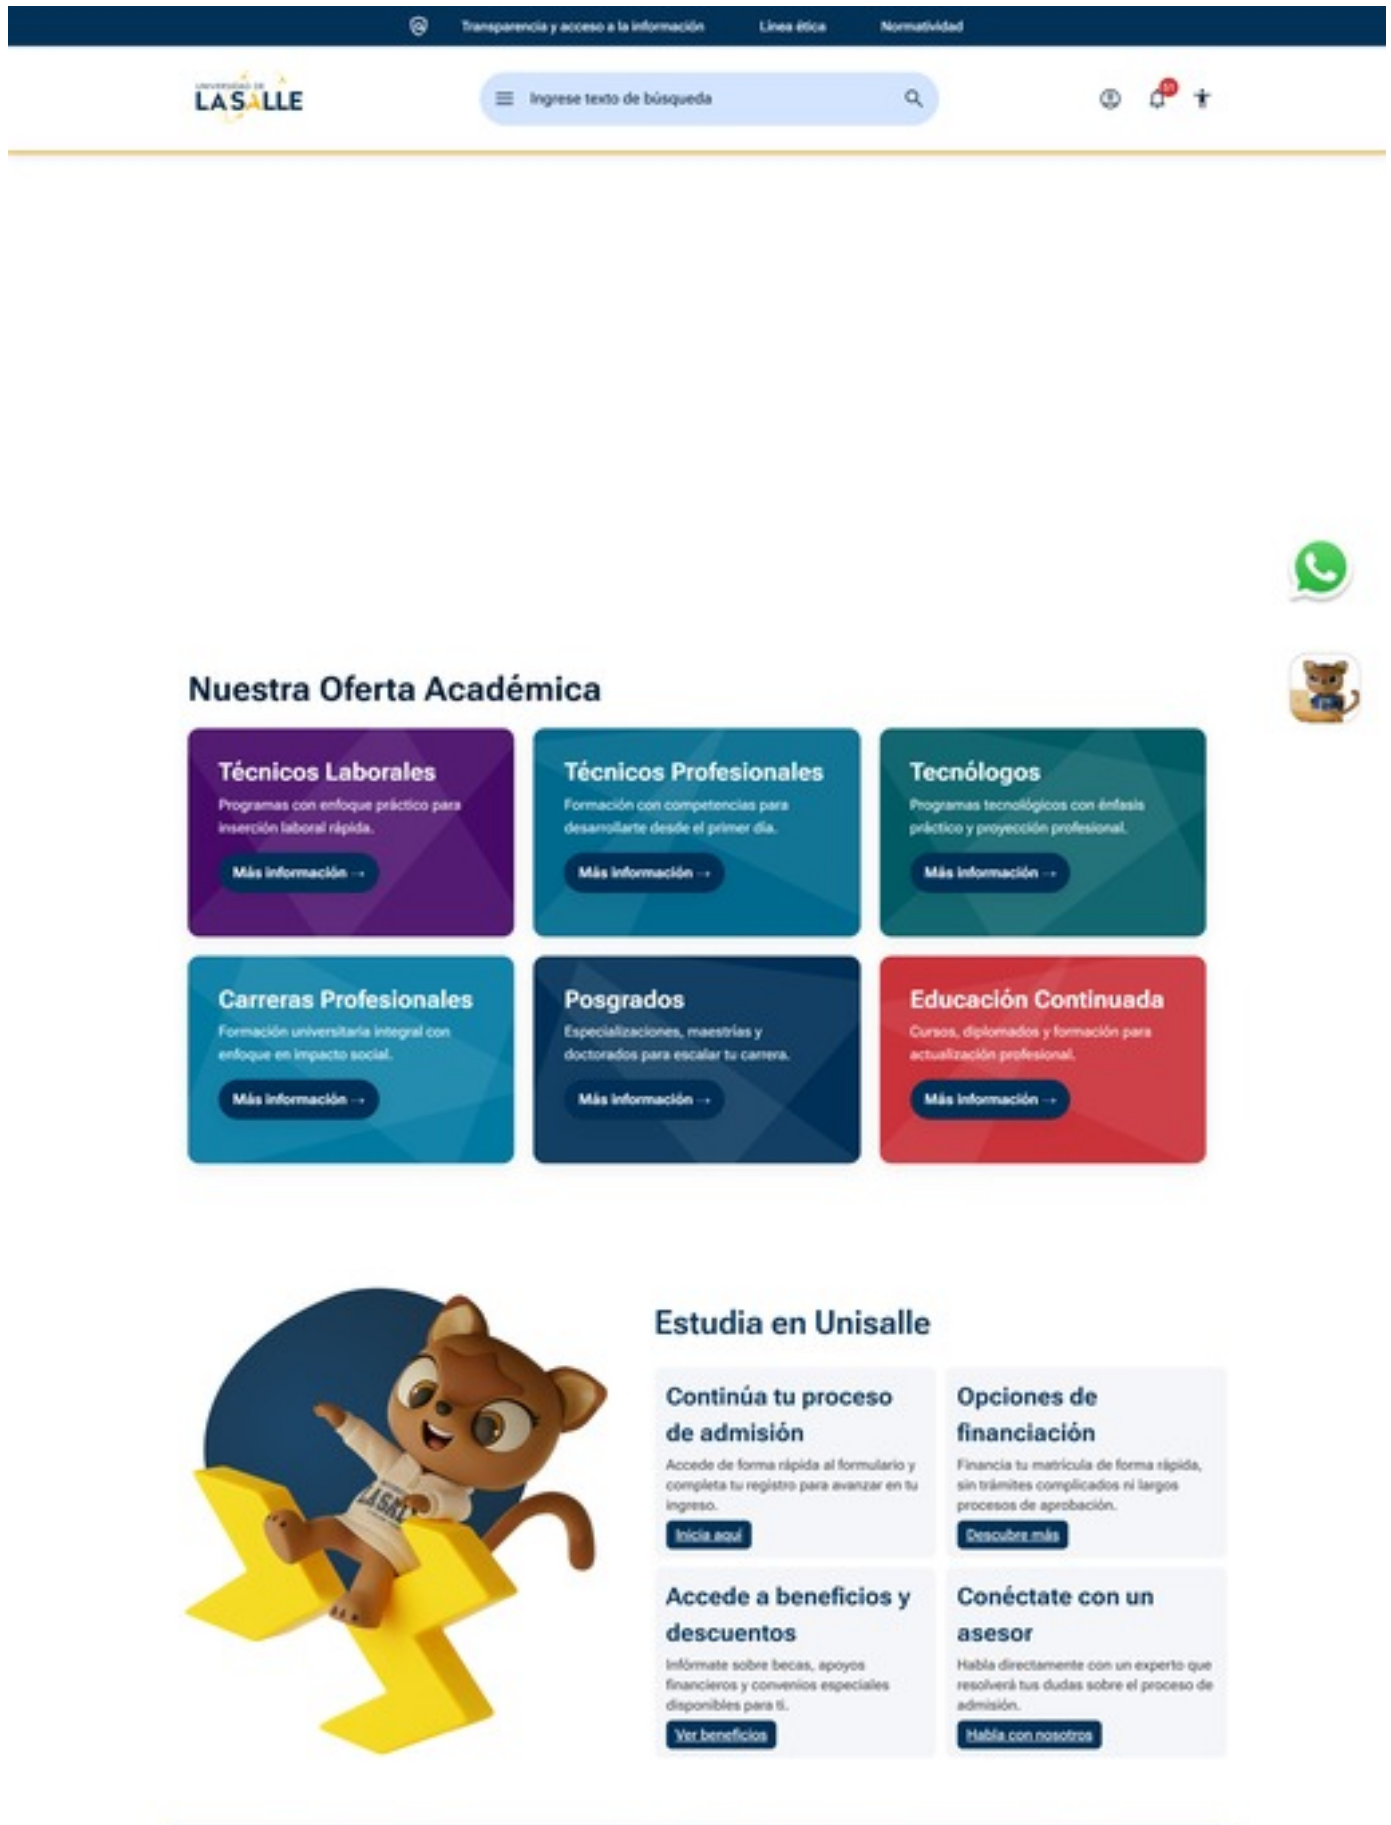 Transparencia y acceso a la información
Línea ética
Normatividad
UNIVERSIDAD DE
LA SALLE
Ingrese texto de búsqueda
Nuestra Oferta Académica
Técnicos Laborales
Programas con enfoque práctico para
inserción laboral rápida.
Más información →
Técnicos Profesionales
Formación con competencias para
desarrollarte desde el primer día.
Más información →
Tecnólogos
Programas tecnológicos con énfasis
práctico y proyección profesional.
Más información →
Carreras Profesionales
Formación universitaria integral con
enfoque en impacto social.
Más información →
Posgrados
Especializaciones, maestrías y
doctorados para escalar tu carrera.
Más información →
Educación Continuada
Cursos, diplomados y formación para
actualización profesional.
Más información →
LA SALLE
Estudia en Unisalle
Continúa tu proceso
de admisión
Accede de forma rápida al formulario y
completa tu registro para avanzar en tu
ingreso.
Inicia aquí
Opciones de
financiación
Financia tu matrícula de forma rápida,
sin trámites complicados ni largos
procesos de aprobación.
Descubre más
Accede a beneficios y
descuentos
Infórmate sobre becas, apoyos
financieros y convenios especiales
disponibles para ti.
Ver beneficios
Conéctate con un
asesor
Habla directamente con un experto que
resolverá tus dudas sobre el proceso de
admisión.
Habla con nosotros